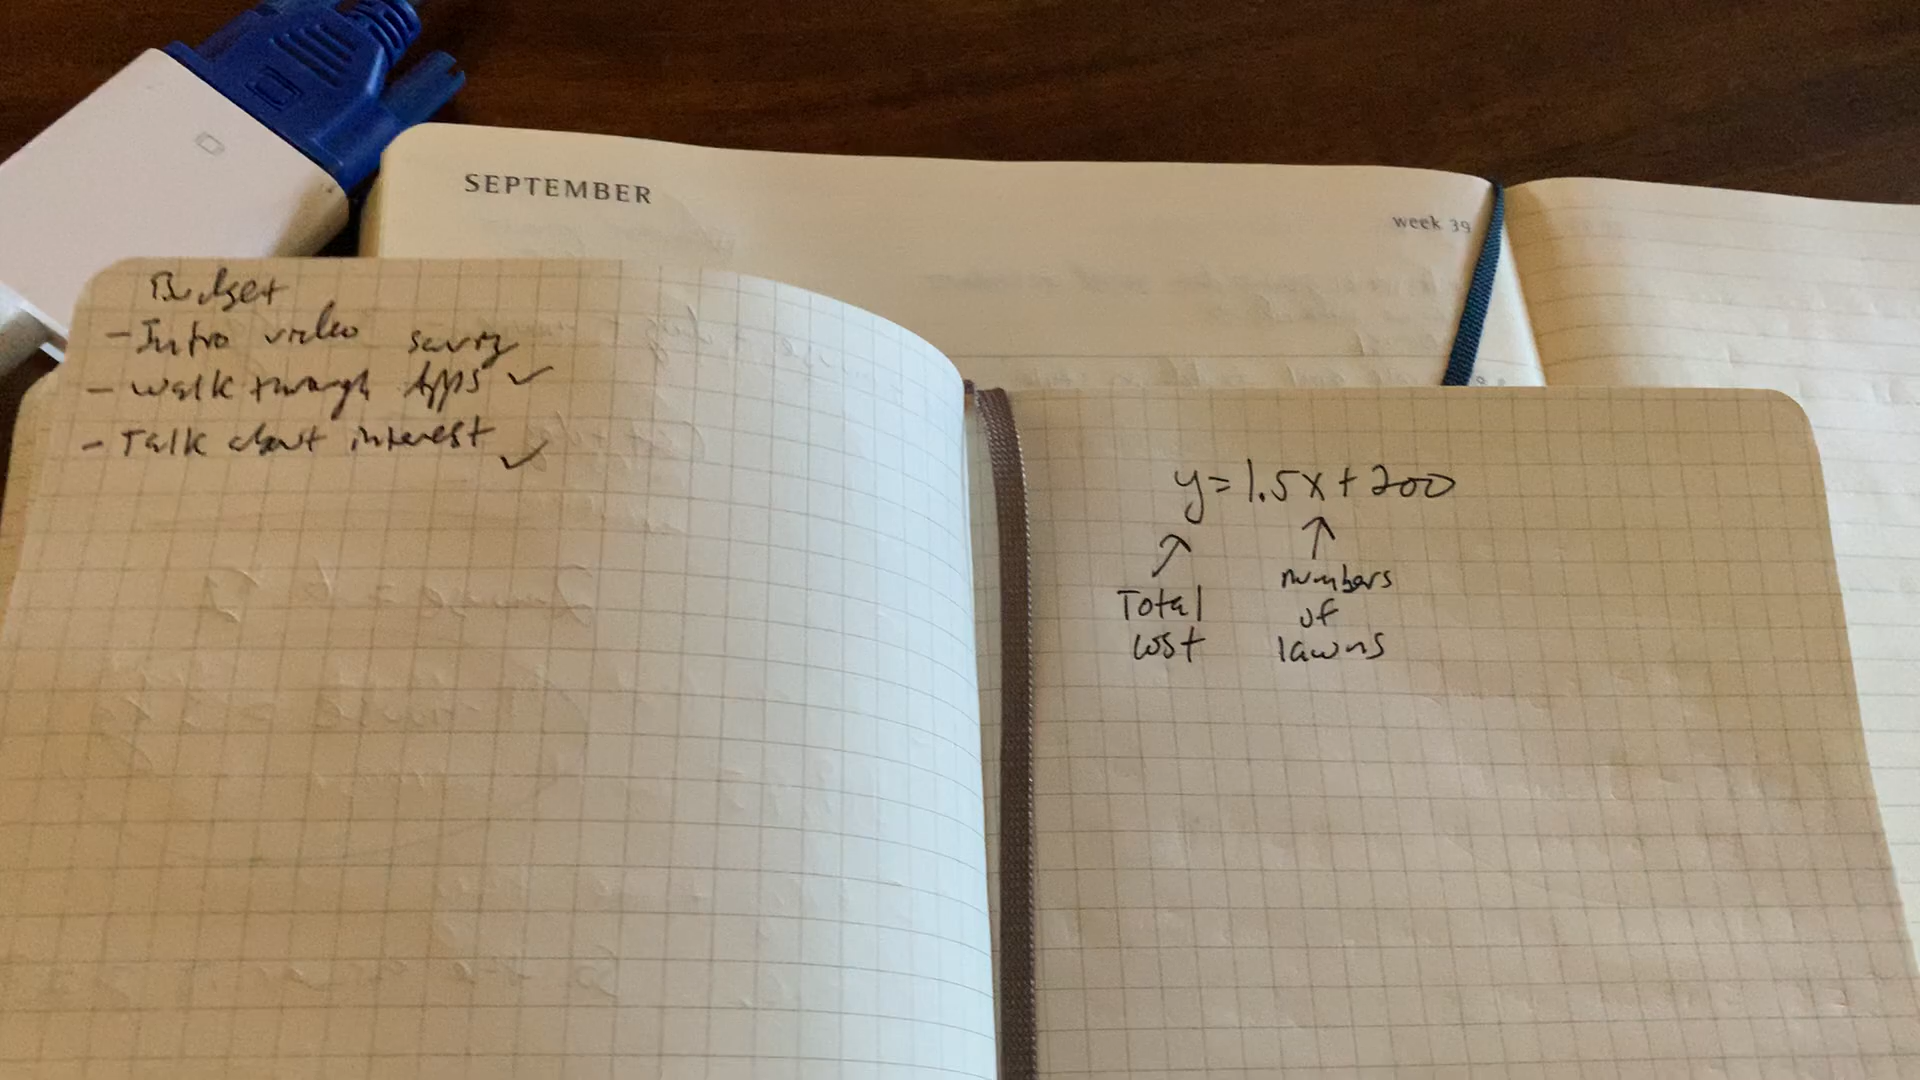 SEPTEMBER
week 39
Budget
- Intro video
- Walk through Apps ✓
- Talk about interest ✓
y=1.5x+200
↗ ↑
Total
cost
numbers
of
lawns